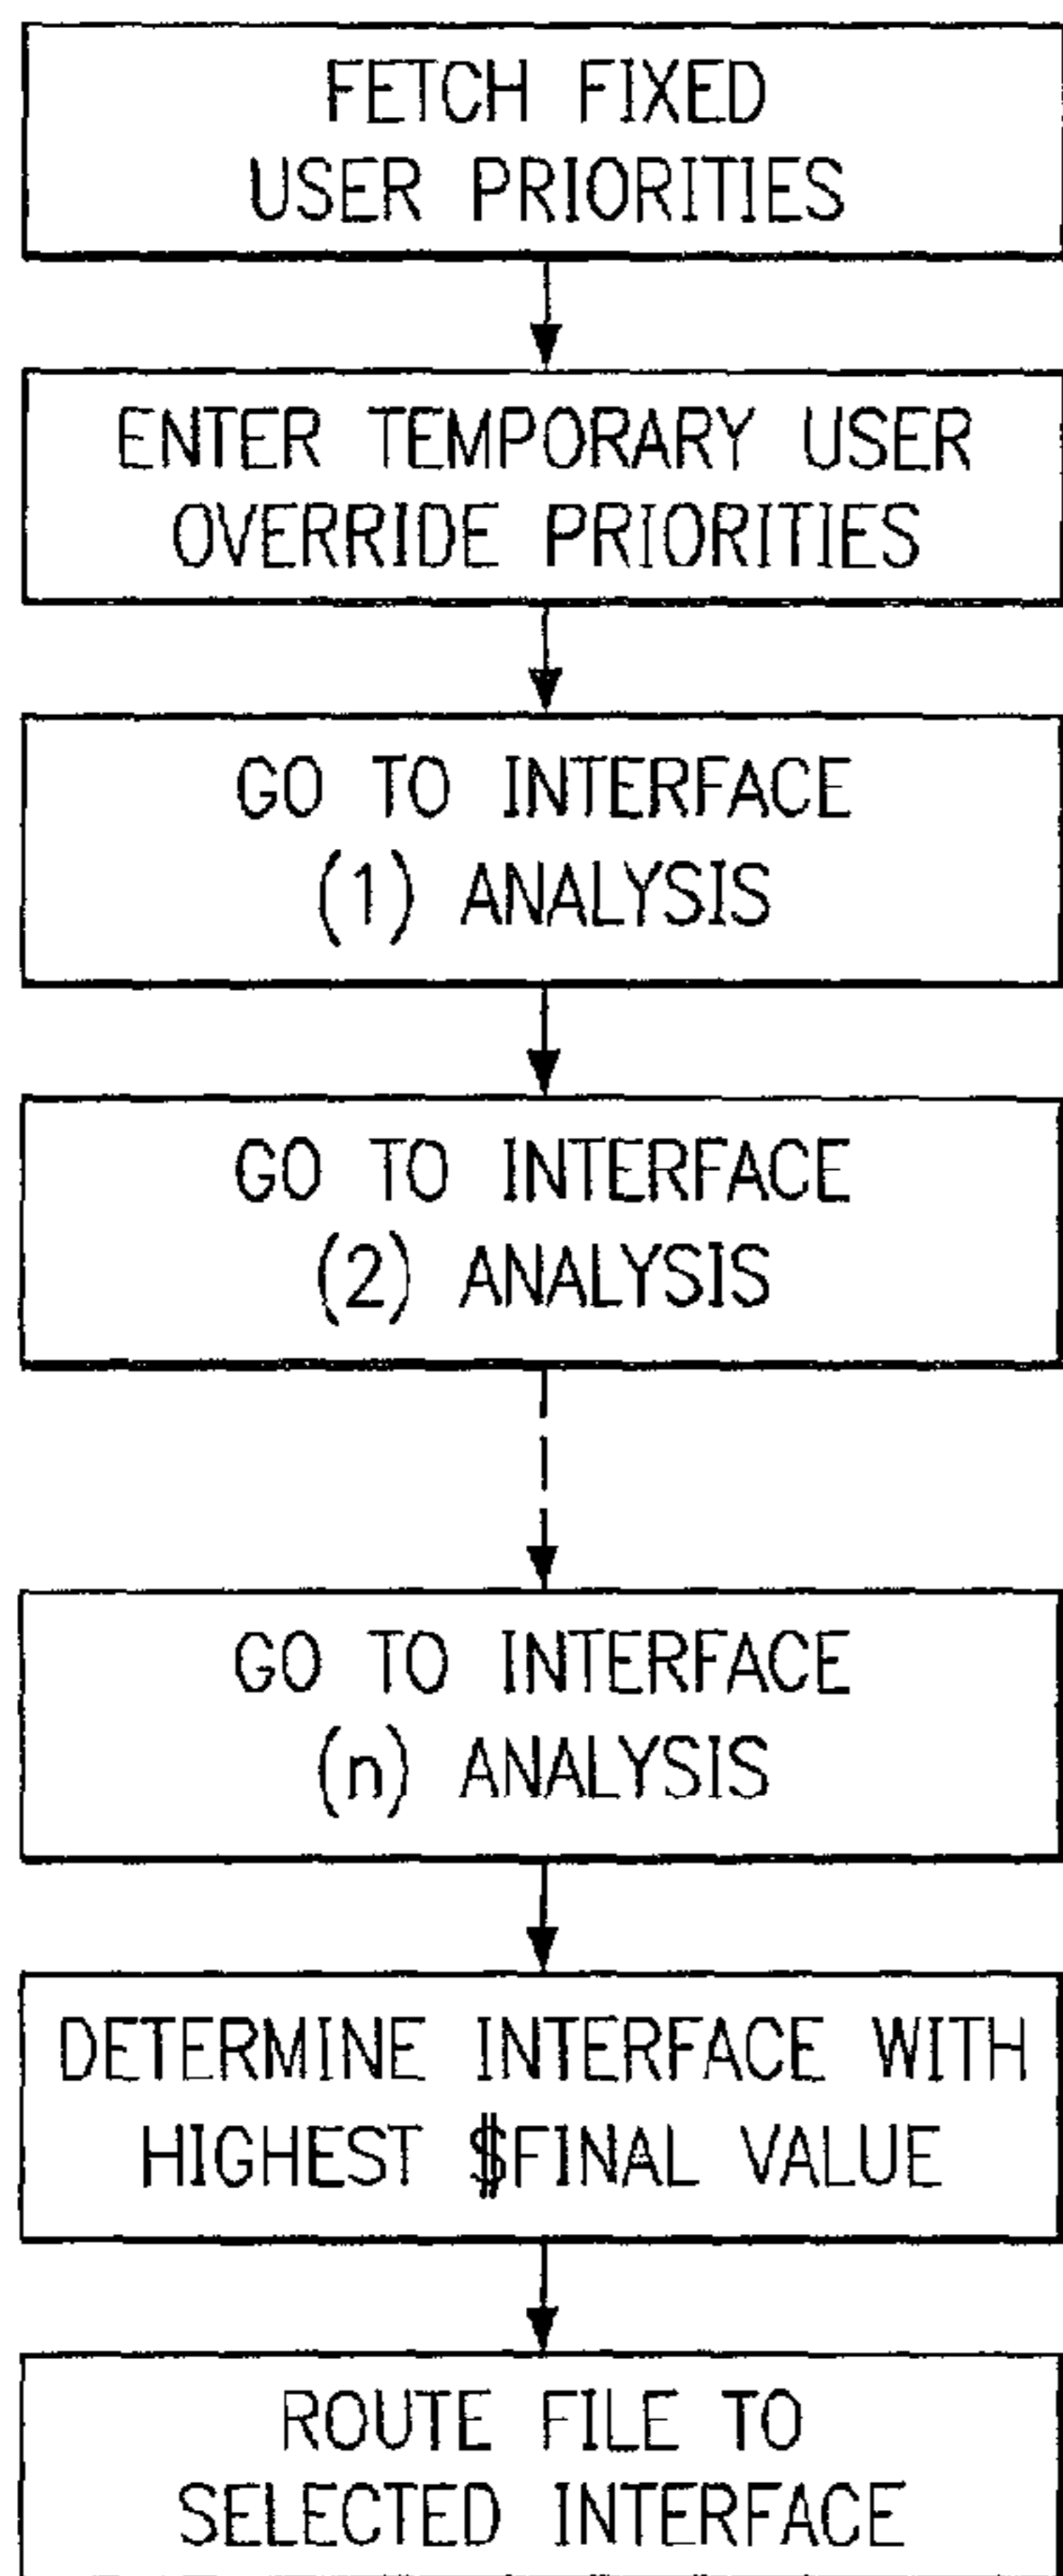 FETCH FIXED
USER PRIORITIES
ENTER TEMPORARY USER
OVERRIDE PRIORITIES
GO TO INTERFACE
(1) ANALYSIS
GO TO INTERFACE
(2) ANALYSIS
GO TO INTERFACE
(n) ANALYSIS
DETERMINE INTERFACE WITH
HIGHEST $FINAL VALUE
ROUTE FILE TO
SELECTED INTERFACE